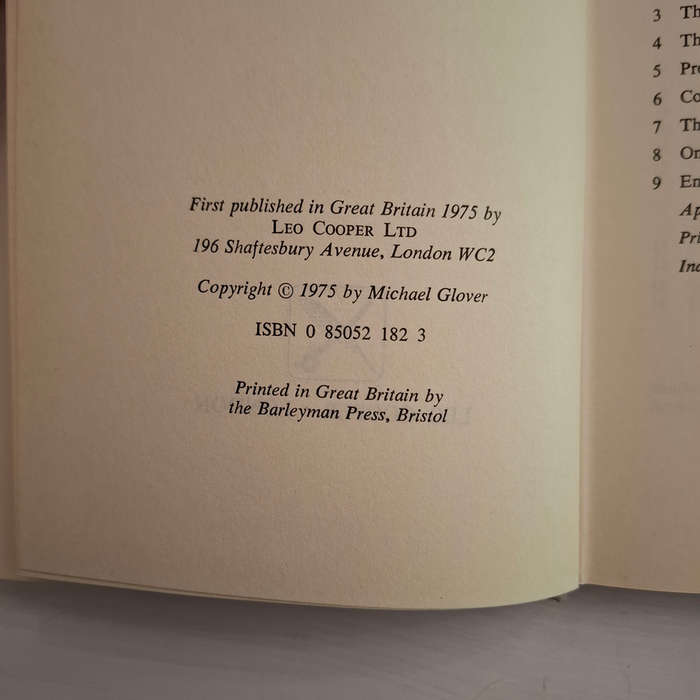 First published in Great Britain 1975 by
LEO COOPER LTD
196 Shaftesbury Avenue, London WC2
Copyright © 1975 by Michael Glover
ISBN 0 85052 182 3
Printed in Great Britain by
the Barleyman Press, Bristol
3
4
5
6
7
8
9